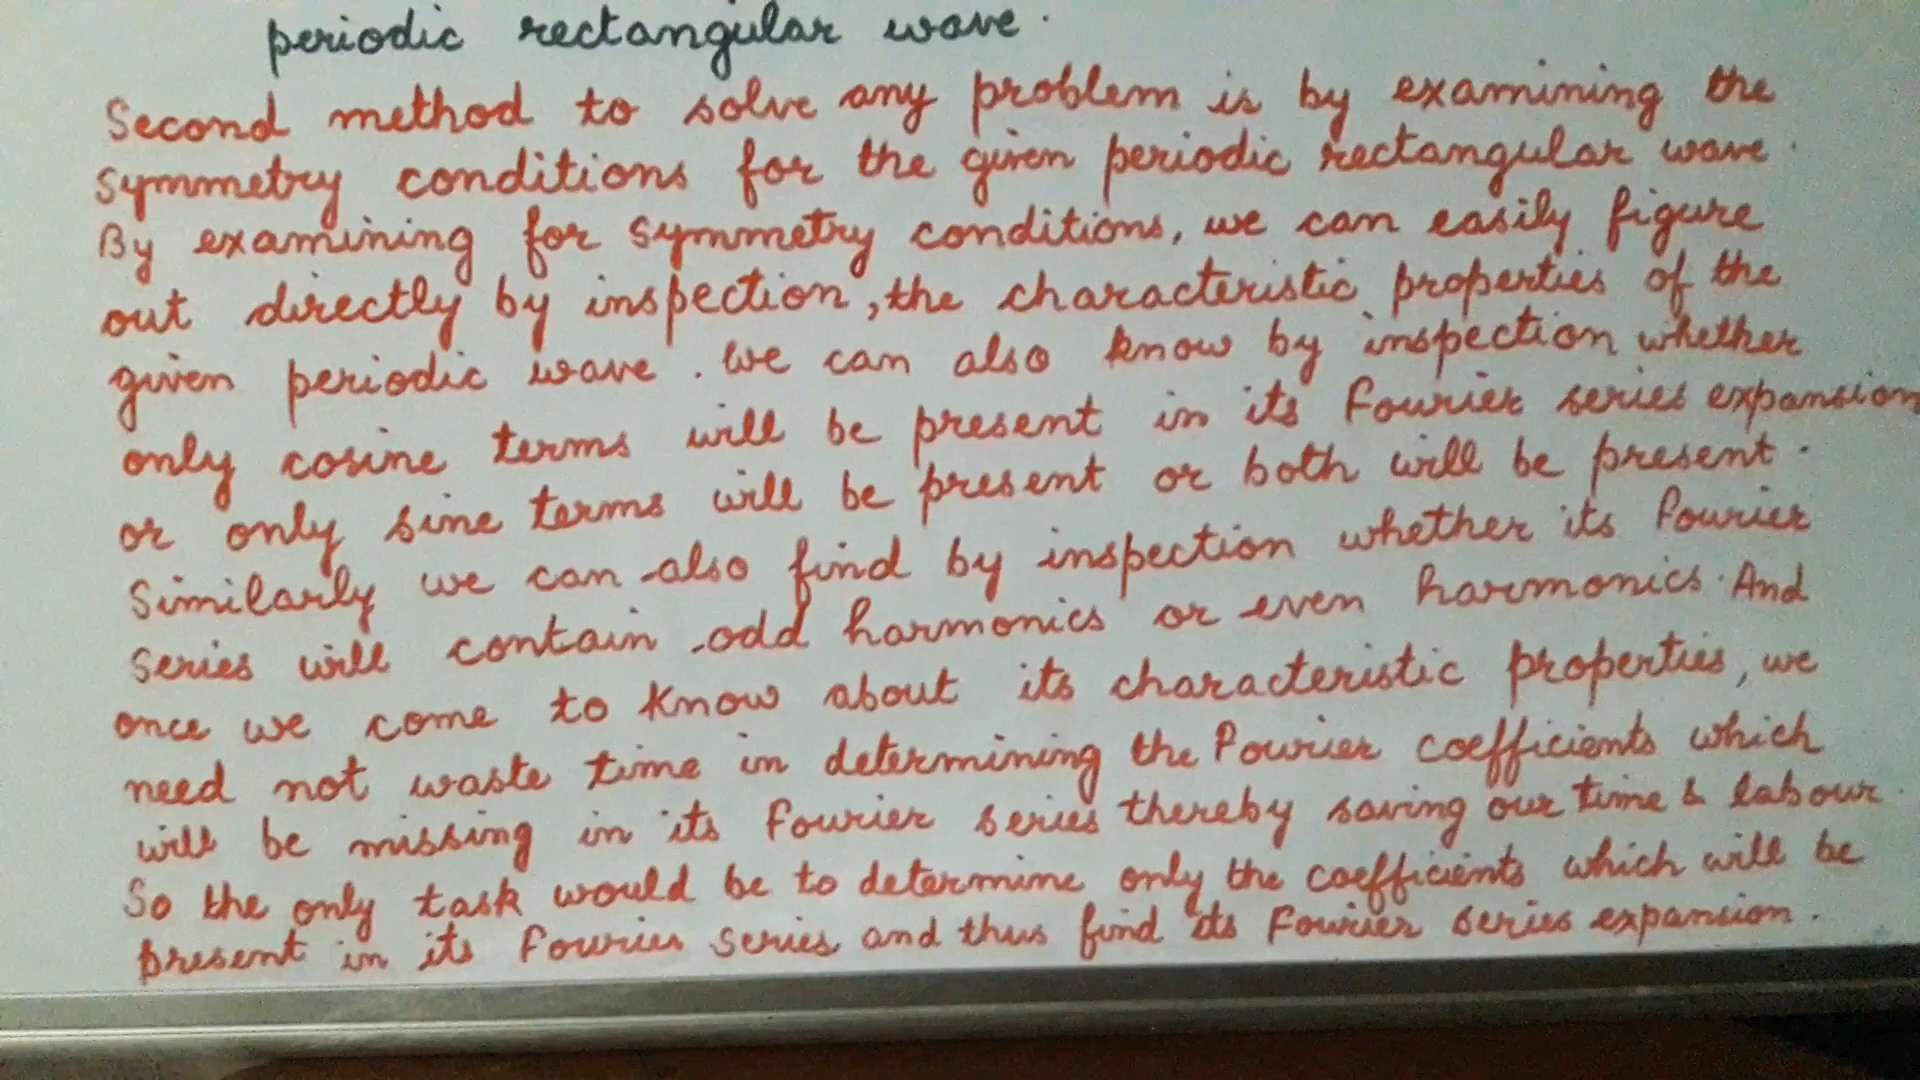 periodic rectangular wave.
Second method to solve any problem is by examining the
symmetry conditions for the given periodic rectangular wave.
By examining for symmetry conditions, we can easily figure
out directly by inspection, the characteristic properties of the
given periodic wave. We can also know by inspection whether
only cosine terms will be present in its Fourier series expansion
or only sine terms will be present or both will be present.
Similarly we can also find by inspection whether its Fourier
series will contain odd harmonics or even harmonics. And
once we come to know about its characteristic properties, we
need not waste time in determining the Fourier coefficients which
will be missing in its Fourier series thereby saving our time & labour.
So the only task would be to determine only the coefficients which will be
present in its Fourier series and thus find its Fourier series expansion.